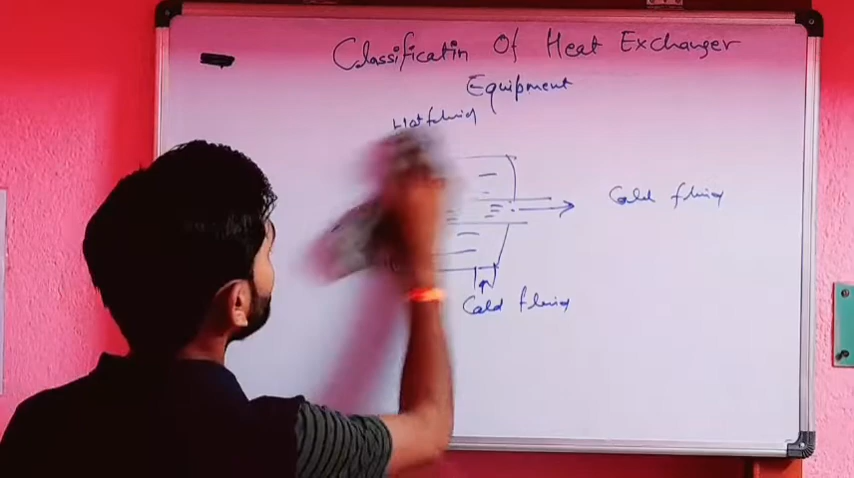 Classificatin Of Heat Exchanger
Equipment
Hot fluid
Cold fluid
Cold fluid